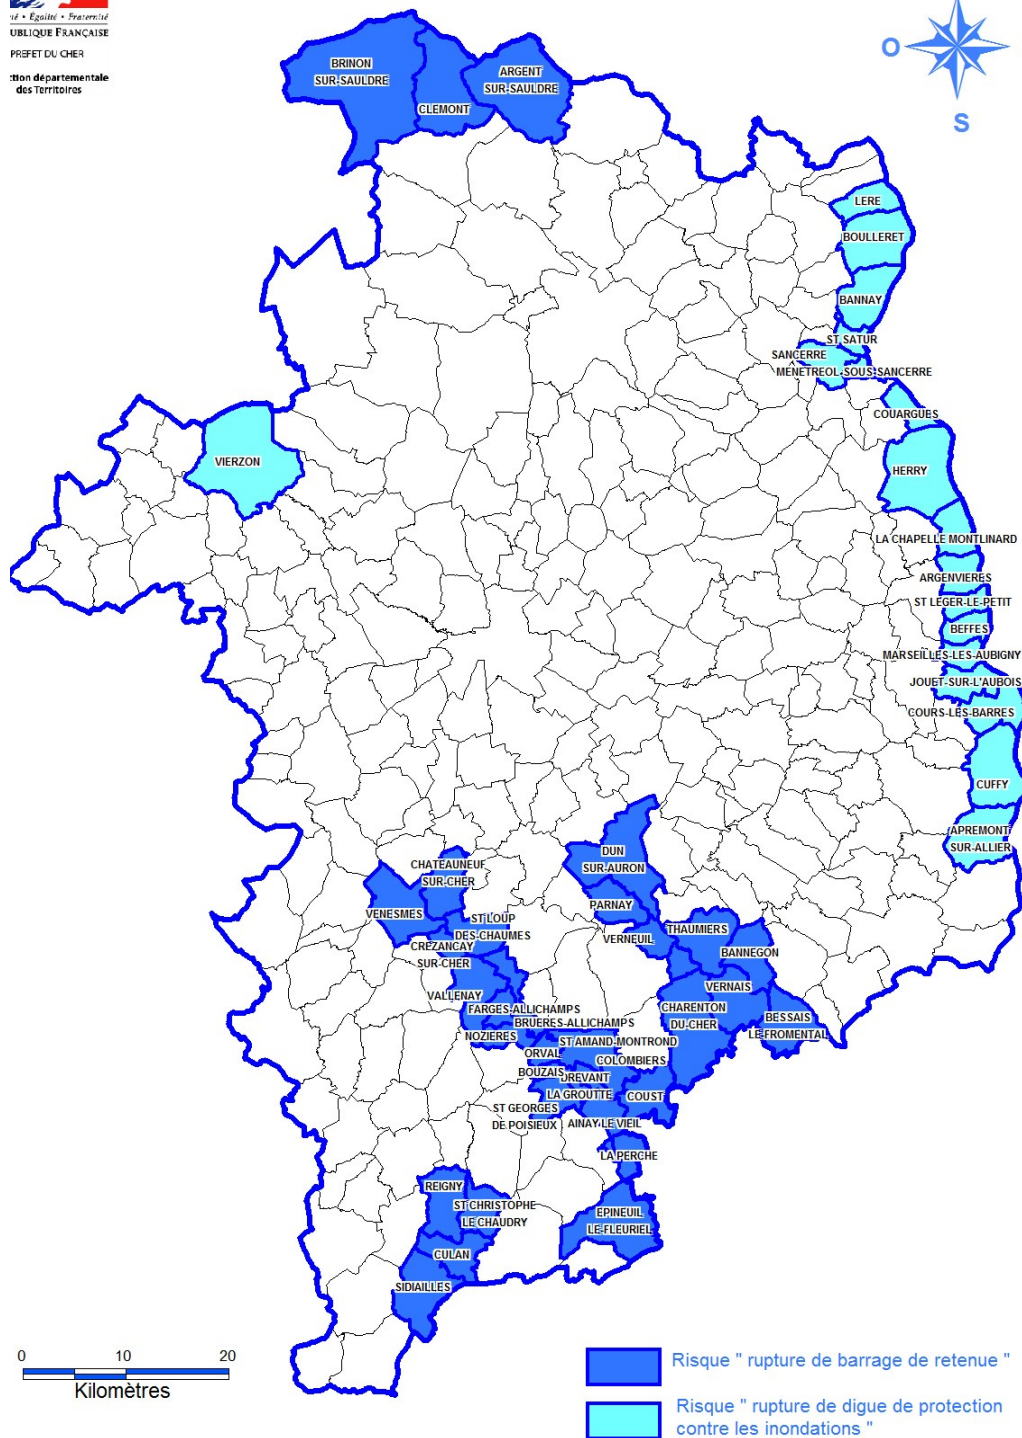 Égalité • Fraternité
UBLIQUE FRANÇAISE
PREFET DU CHER
tion départementale
des Territoires
O
S
BRINON
SUR-SAULDRE
CLEMONT
ARGENT
SUR-SAULDRE
LERE
BOULLERET
BANNAY
ST SATUR
SANCERRE
MENETREOL-SOUS-SANCERRE
COUARGUES
HERRY
VIERZON
LA CHAPELLE MONTLINARD
ARGENVIERES
ST LEGER-LE-PETIT
BEFFES
MARSEILLES-LES-AUBIGNY
JOUET-SUR-L'AUBOIS
COURS-LES-BARRES
CUFFY
APREMONT
SUR-ALLIER
DUN
SUR-AURON
CHATEAUNEUF
SUR-CHER
VENESMES
PARNAY
ST LOUP
DES-CHAUMES
VERNEUIL
THAUMIERS
CREZANCAY
SUR-CHER
BANNEGON
VALLENAY
VERNAIS
FARGES-ALLICHAMPS
CHARENTON
DU-CHER
BRUERES-ALLICHAMPS
BESSAIS
LE-FROMENTAL
NOZIERES
ST AMAND-MONTROND
ORVAL
COLOMBIERS
BOUZAIS
DREVANT
LA GROUTTE
COUST
ST GEORGES
DE POISIEUX
AINAY-LE VIEIL
LA PERCHE
REIGNY
ST CHRISTOPHE
LE CHAUDRY
EPINEUIL
LE-FLEURIEL
CULAN
SIDIAILLES
0 10 20
Kilomètres
Risque " rupture de barrage de retenue "
Risque " rupture de digue de protection
contre les inondations "